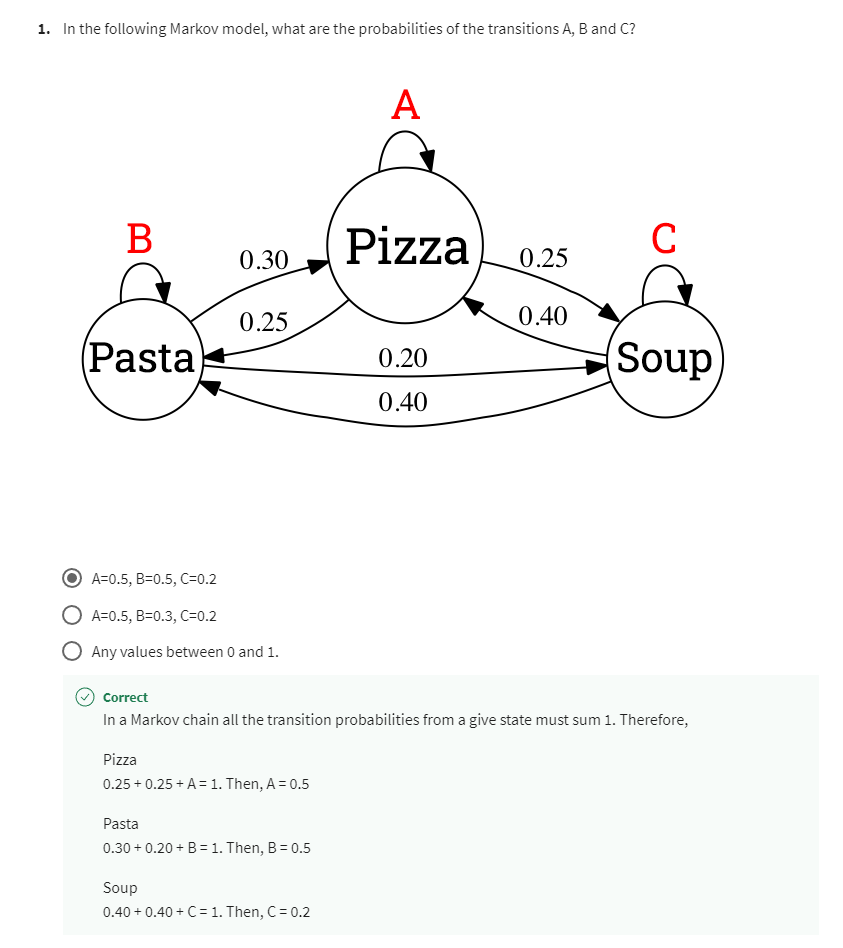 1. In the following Markov model, what are the probabilities of the transitions A, B and C?
A
B
C
Pizza
0.30
0.25
0.25
0.40
Pasta
0.20
Soup
0.40
A=0.5, B=0.5, C=0.2
A=0.5, B=0.3, C=0.2
Any values between 0 and 1.
Correct
In a Markov chain all the transition probabilities from a give state must sum 1. Therefore,
Pizza
0.25 + 0.25 + A = 1. Then, A = 0.5
Pasta
0.30 + 0.20 + B = 1. Then, B = 0.5
Soup
0.40 + 0.40 + C = 1. Then, C = 0.2